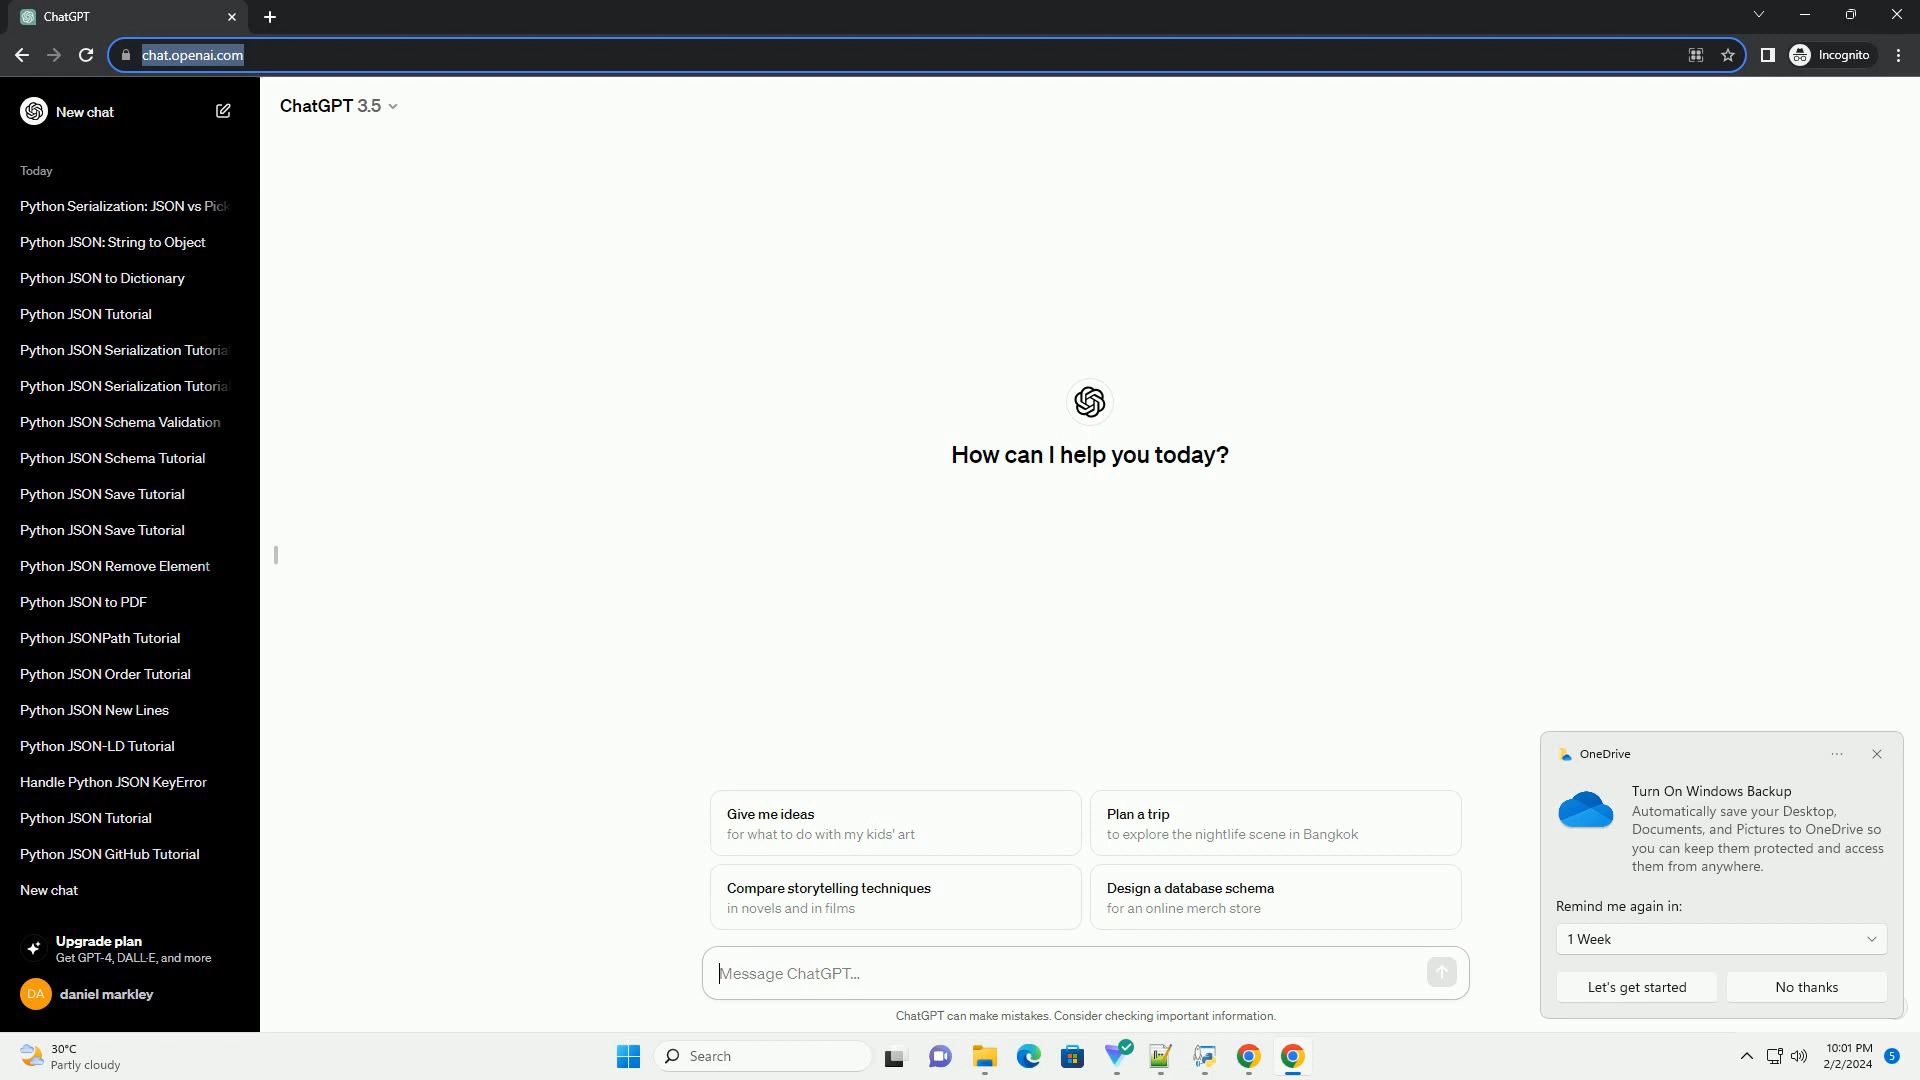 ChatGPT
chat.openai.com
Incognito
New chat
ChatGPT 3.5
Today
Python Serialization: JSON vs Pick
Python JSON: String to Object
Python JSON to Dictionary
Python JSON Tutorial
Python JSON Serialization Tutoria
Python JSON Serialization Tutoria
Python JSON Schema Validation
Python JSON Schema Tutorial
Python JSON Save Tutorial
Python JSON Save Tutorial
Python JSON Remove Element
Python JSON to PDF
Python JSONPath Tutorial
Python JSON Order Tutorial
Python JSON New Lines
Python JSON-LD Tutorial
Handle Python JSON KeyError
Python JSON Tutorial
Python JSON GitHub Tutorial
New chat
Upgrade plan
Get GPT-4, DALL·E, and more
DA daniel markley
How can I help you today?
Give me ideas
for what to do with my kids' art
Plan a trip
to explore the nightlife scene in Bangkok
Compare storytelling techniques
in novels and in films
Design a database schema
for an online merch store
Message ChatGPT...
ChatGPT can make mistakes. Consider checking important information.
OneDrive
Turn On Windows Backup
Automatically save your Desktop,
Documents, and Pictures to OneDrive so
you can keep them protected and access
them from anywhere.
Remind me again in:
1 Week
Let's get started
No thanks
30°C
Partly cloudy
Search
10:01 PM
2/2/2024
5